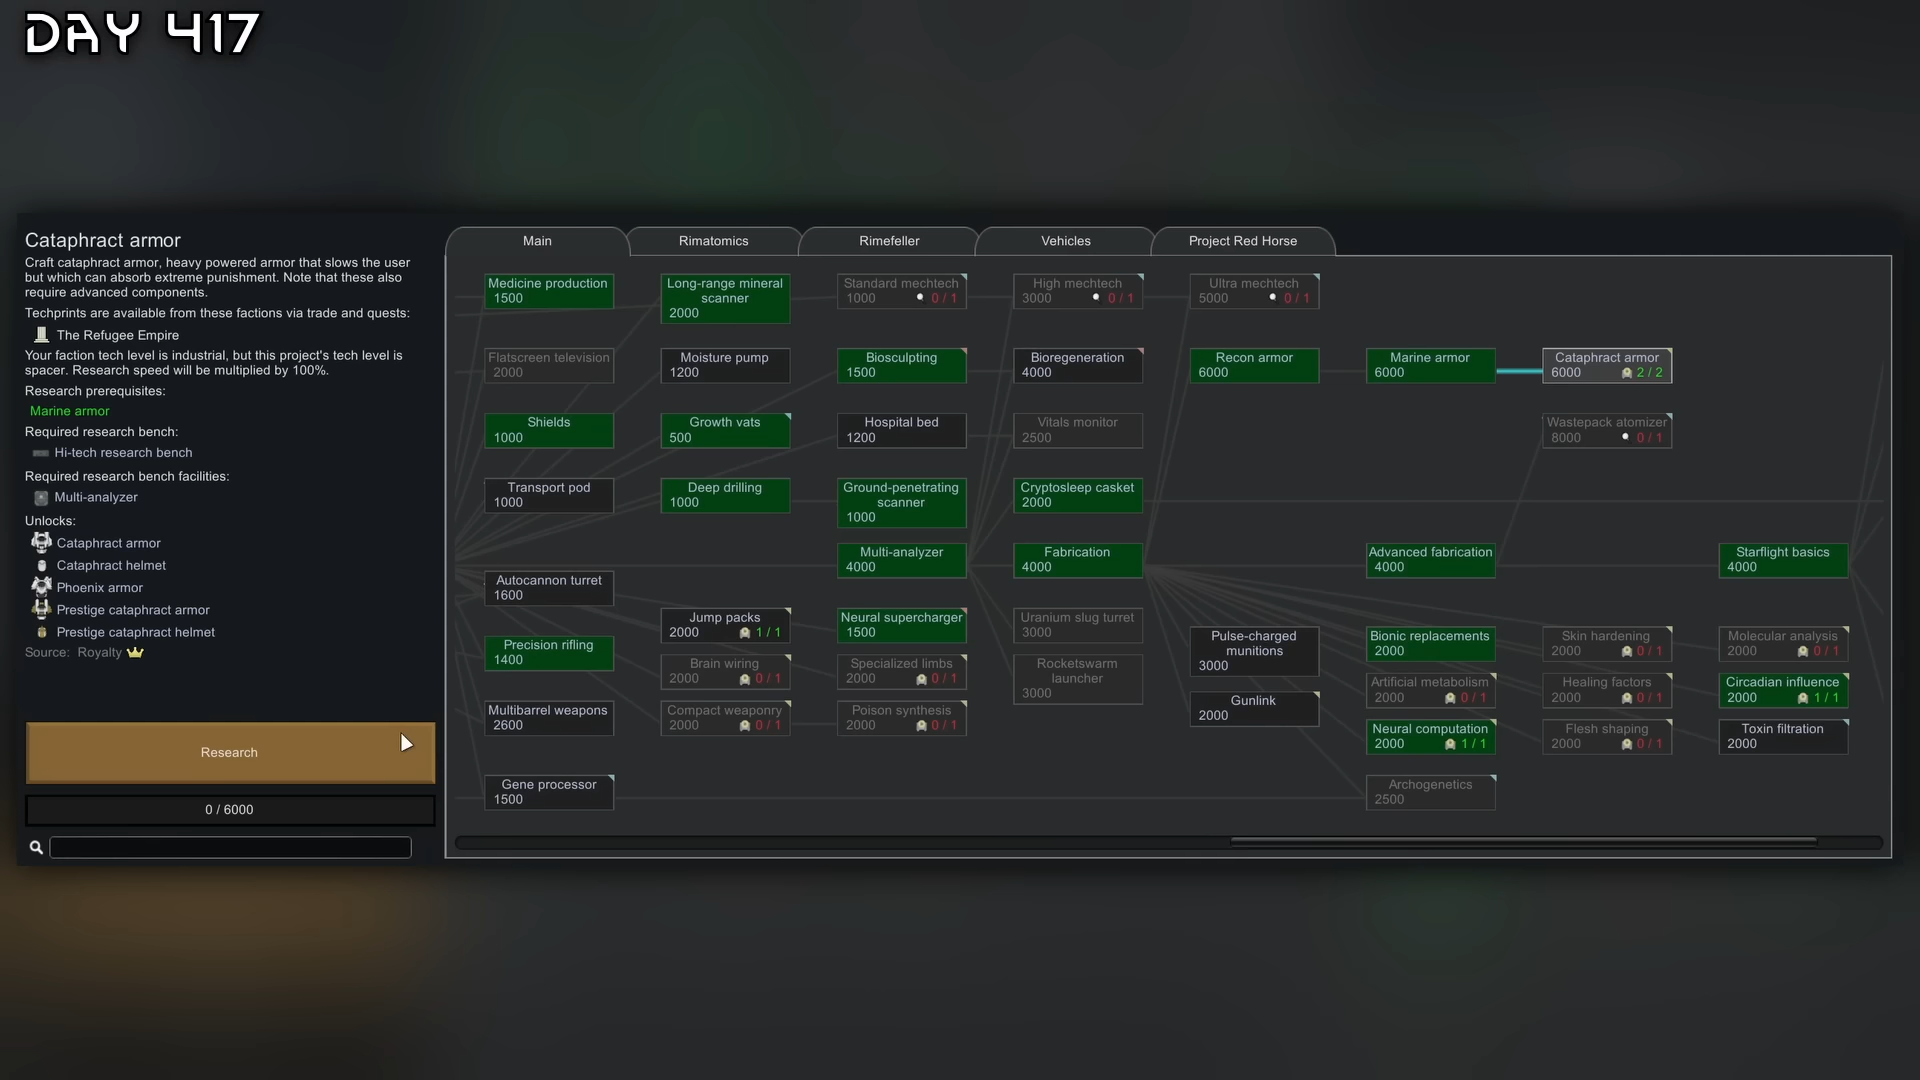 DAY 417
Cataphract armor
Craft cataphract armor, heavy powered armor that slows the user
but which can absorb extreme punishment. Note that these also
require advanced components.
Techprints are available from these factions via trade and quests:
The Refugee Empire
Your faction tech level is industrial, but this project's tech level is
spacer. Research speed will be multiplied by 100%.
Research prerequisites:
Marine armor
Required research bench:
Hi-tech research bench
Required research bench facilities:
Multi-analyzer
Unlocks:
Cataphract armor
Cataphract helmet
Phoenix armor
Prestige cataphract armor
Prestige cataphract helmet
Source: Royalty
Research
0 / 6000
Main
Rimatomics
Rimefeller
Vehicles
Project Red Horse
Medicine production
1500
Long-range mineral
scanner
2000
Standard mechtech
1000 0 / 1
High mechtech
3000 0 / 1
Ultra mechtech
5000 0 / 1
Flatscreen television
2000
Moisture pump
1200
Biosculpting
1500
Bioregeneration
4000
Recon armor
6000
Marine armor
6000
Cataphract armor
6000 2 / 2
Shields
1000
Growth vats
500
Hospital bed
1200
Vitals monitor
2500
Wastepack atomizer
8000 0 / 1
Transport pod
1000
Deep drilling
1000
Ground-penetrating
scanner
1000
Cryptosleep casket
2000
Multi-analyzer
4000
Fabrication
4000
Advanced fabrication
4000
Starflight basics
4000
Autocannon turret
1600
Jump packs
2000 1 / 1
Neural supercharger
1500
Uranium slug turret
3000
Pulse-charged
munitions
3000
Bionic replacements
2000
Skin hardening
2000 0 / 1
Molecular analysis
2000 0 / 1
Precision rifling
1400
Brain wiring
2000 0 / 1
Specialized limbs
2000 0 / 1
Rocketswarm
launcher
3000
Artificial metabolism
2000 0 / 1
Healing factors
2000 0 / 1
Circadian influence
2000 1 / 1
Multibarrel weapons
2600
Compact weaponry
2000 0 / 1
Poison synthesis
2000 0 / 1
Gunlink
2000
Neural computation
2000 1 / 1
Flesh shaping
2000 0 / 1
Toxin filtration
2000
Gene processor
1500
Archogenetics
2500